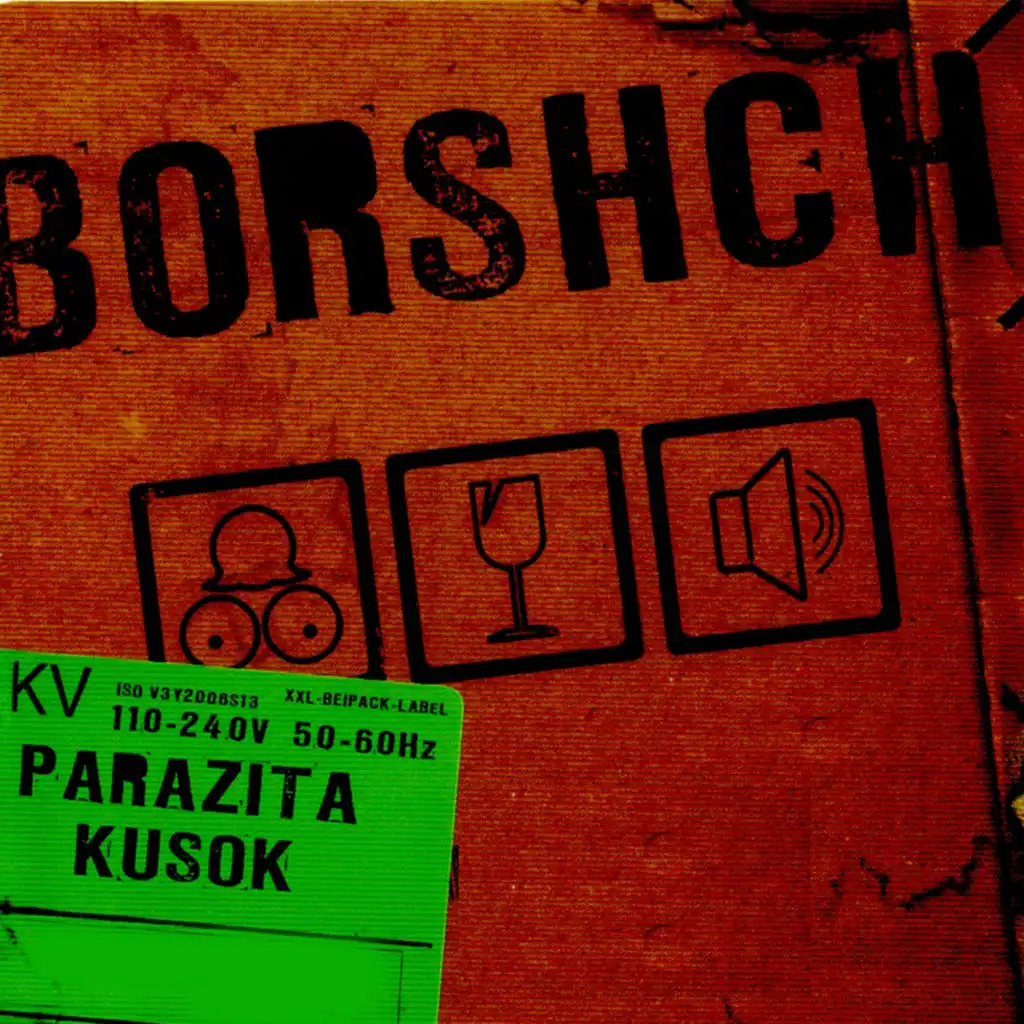 BORSHCH
KV
ISO V3Y2006S13 XXL-BEIPACK-LABEL
110-240V 50-60Hz
PARAZITA
KUSOK